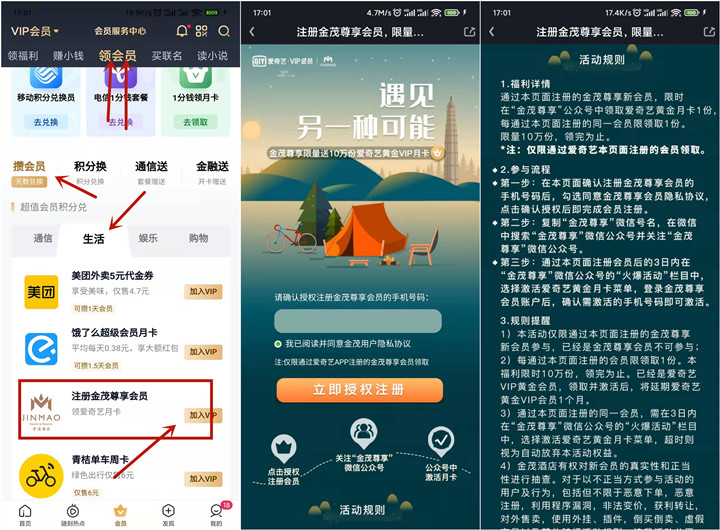 17:01
VIP会员
会员服务中心
领福利 赚小钱 领会员 买联名 读小说
移动积分兑换员
电信1分钱套餐
1分钱领月卡
去兑换
去兑换
去领取
攒会员
天数兑换
积分换
积分兑换
通信送
套餐赠送
金融送
开卡赠送
超值会员积分兑
通信 生活 娱乐 购物
美团
美团外卖5元代金券
享受美味,仅售4.7元
可攒1天会员
加入VIP
饿了么超级会员月卡
平均每天0.38元,享大额红包
可攒1.5天会员
加入VIP
JINMAO
注册金茂尊享会员
领爱奇艺月卡
加入VIP
青桔单车周卡
绿色出行仅售6元
仅售6元
加入VIP
首页
随刻热点
会员
发现
我的
18
17:01
4.7M/s
100
注册金茂尊享会员,限量...
iQIYI 爱奇艺·VIP会员
JINMAO
遇见
另一种可能
金茂尊享限量送10万份爱奇艺黄金VIP月卡
请确认授权注册金茂尊享会员的手机号码:
我已阅读并同意金茂用户隐私协议
注:仅限通过爱奇艺APP注册的金茂尊享会员领取
立即授权注册
点击授权
注册会员
关注“金茂尊享”
微信公众号
公众号中
激活月卡
活动规则
17:01
17.4K/s
100
注册金茂尊享会员,限量...
活动规则
1.福利详情
通过本页面注册的金茂尊享新会员,限时
在“金茂尊享”公众号中领取爱奇艺黄金月卡1份,
每通过本页面注册的同一会员限领取1份。
限量10万份,领完为止。
*注:仅限通过爱奇艺本页面注册的会员领取。
2.参与流程
第一步:在本页面确认注册金茂尊享会员的
手机号码后,勾选同意金茂尊享会员隐私协议,
点击确认授权后即完成会员注册。
第二步:复制“金茂尊享”微信号名,在微信
中搜索“金茂尊享”微信公众号并关注“金茂
尊享”微信公众号。
第三步:通过本页面注册会员后的3日内在
“金茂尊享”微信公众号的“火爆活动”栏目中,
选择激活爱奇艺黄金月卡菜单,登录金茂尊享
会员账户后,确认需激活的手机号码即可激活。
3.规则提醒
1)本活动仅限通过本页面注册的金茂尊享
新会员参与,已经是金茂尊享会员不可参与;
2)每通过本页面注册的会员限领取1份。本
福利限时10万份,领完为止。已经是爱奇艺
VIP黄金会员,领取并激活后,将延期爱奇艺
黄金VIP会员1个月。
3)通过本页面注册的同一会员,需在3日内
在“金茂尊享”微信公众号的“火爆活动”栏目
中,选择激活爱奇艺黄金月卡菜单,超时则
视为自动放弃本活动权益。
4)金茂酒店有权对新会员的真实性和正当
性进行抽查。对于以不正当方式参与活动的
用户及行为,包括但不限于恶意下单,恶意
注册,利用程序漏洞,非法变价,获利转让,
对外售卖,使用外挂、插件,倒买倒卖、虚假